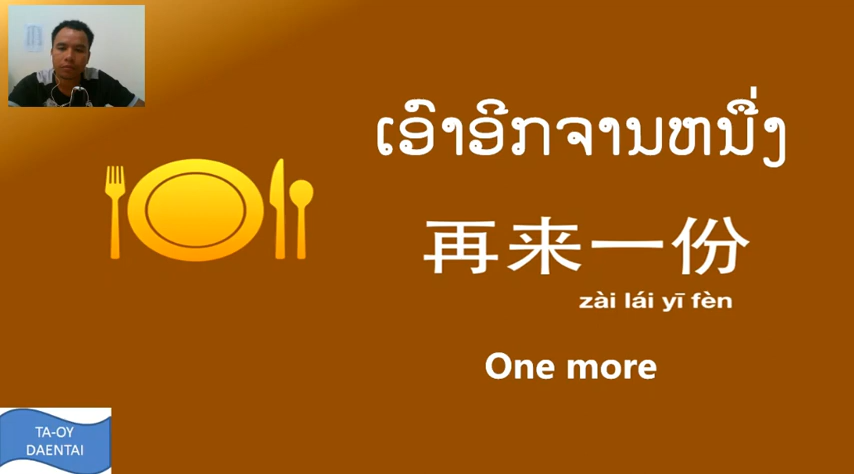 ເອົາອີກຈານຫນຶ່ງ
再来一份
zài lái yī fèn
One more
TA-OY
DAENTAI